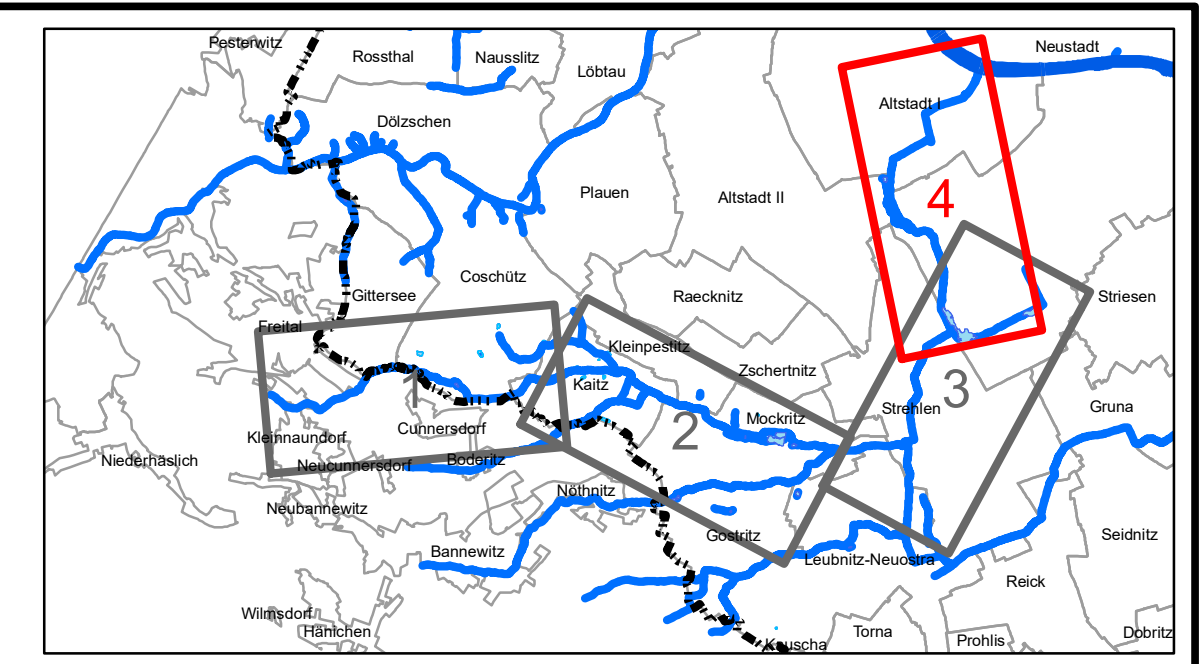 Pesterwitz
Rossthal
Nausslitz
Löbtau
Neustadt
Altstadt I
Dölzschen
Plauen
Altstadt II
4
Coschütz
Gittersee
Raecknitz
Striesen
Freital
Kleinpestitz
Zschertnitz
Kaitz
1
2
3
Mockritz
Strehlen
Gruna
Kleinnaundorf
Cunnersdorf
Niederhäslich
Neucunnersdorf
Boderitz
Nöthnitz
Neubannewitz
Gostritz
Seidnitz
Bannewitz
Leubnitz-Neuostra
Reick
Wilmsdorf
Hänichen
Kauscha
Torna
Prohlis
Dobritz